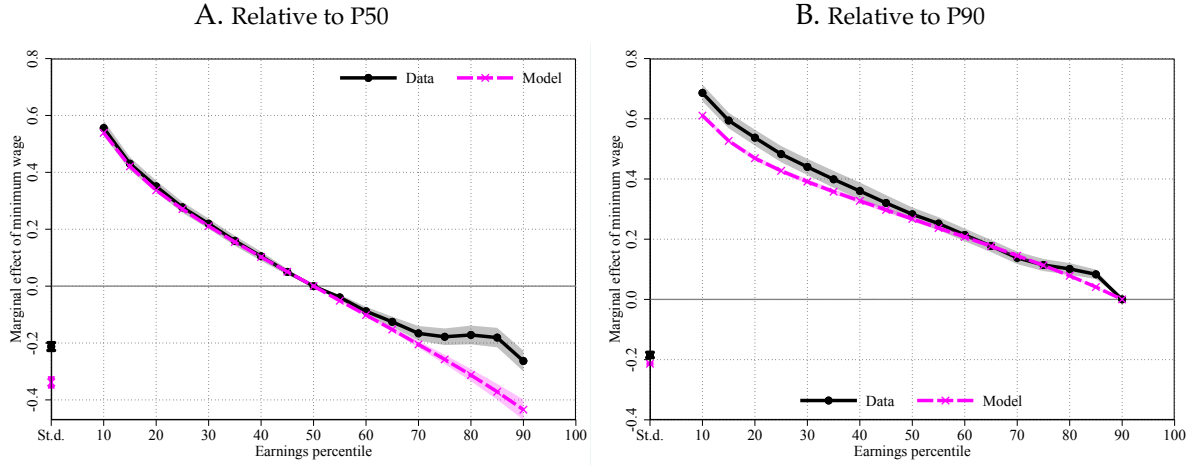 A. Relative to P50
Marginal effect of minimum wage
0.8
0.6
0.4
0.2
0.0
-0.2
-0.4
Data
Model
St.d. 10 20 30 40 50 60 70 80 90 100
Earnings percentile
B. Relative to P90
Marginal effect of minimum wage
0.8
0.6
0.4
0.2
0.0
-0.2
-0.4
Data
Model
St.d. 10 20 30 40 50 60 70 80 90 100
Earnings percentile